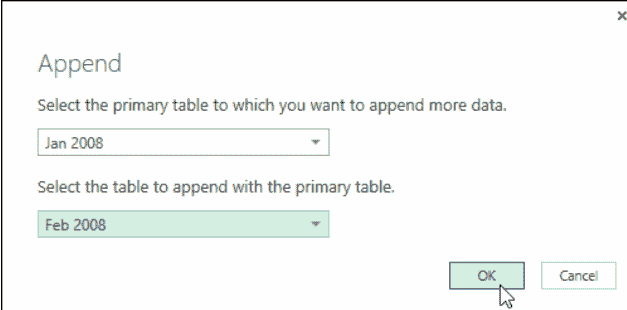 Append
Select the primary table to which you want to append more data.
Jan 2008
Select the table to append with the primary table.
Feb 2008
OK Cancel